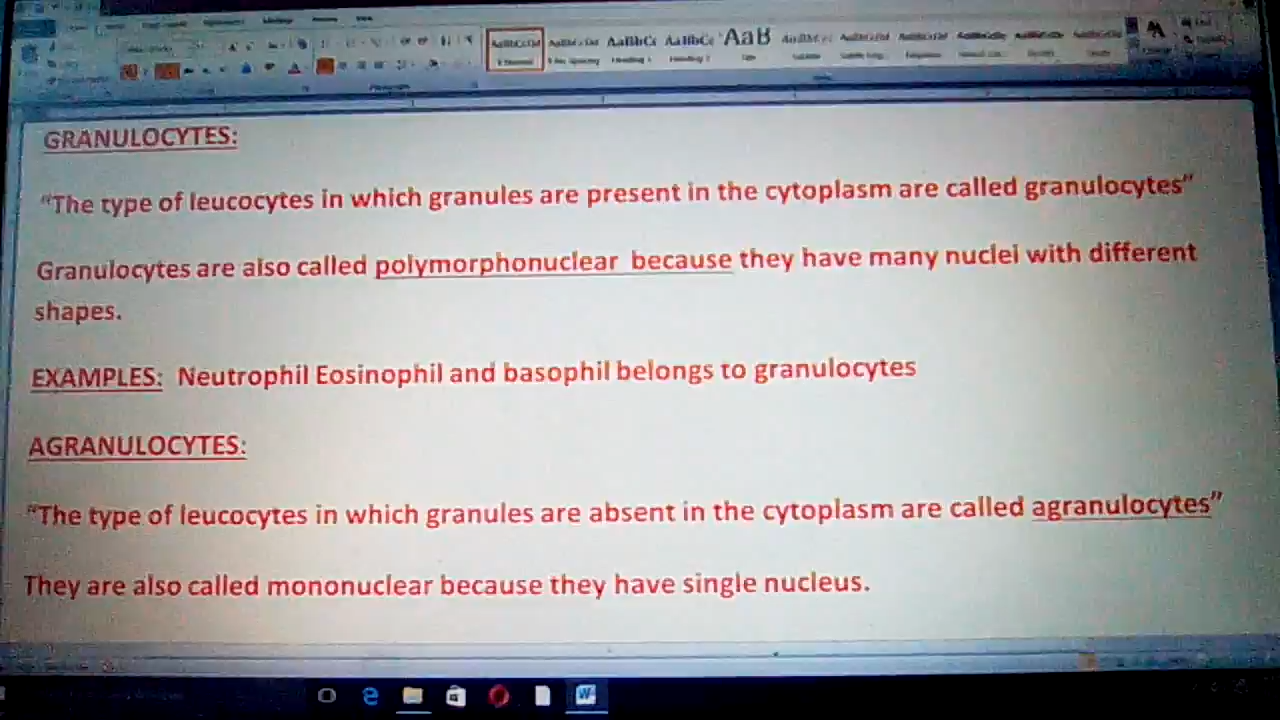 AaB
GRANULOCYTES:
"The type of leucocytes in which granules are present in the cytoplasm are called granulocytes"
Granulocytes are also called polymorphonuclear because they have many nuclei with different
shapes.
EXAMPLES: Neutrophil Eosinophil and basophil belongs to granulocytes
AGRANULOCYTES:
"The type of leucocytes in which granules are absent in the cytoplasm are called agranulocytes"
They are also called mononuclear because they have single nucleus.